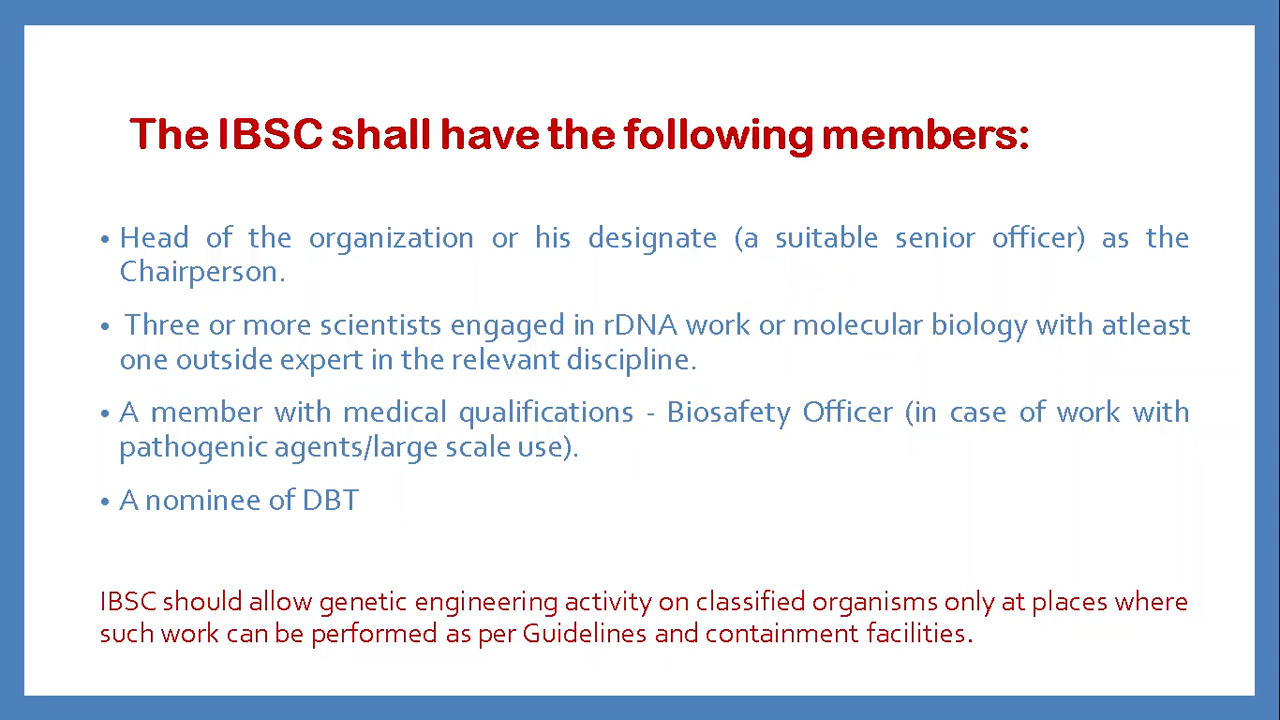 The IBSC shall have the following members:
• Head of the organization or his designate (a suitable senior officer) as the
Chairperson.
• Three or more scientists engaged in rDNA work or molecular biology with atleast
one outside expert in the relevant discipline.
• A member with medical qualifications - Biosafety Officer (in case of work with
pathogenic agents/large scale use).
• A nominee of DBT
IBSC should allow genetic engineering activity on classified organisms only at places where
such work can be performed as per Guidelines and containment facilities.